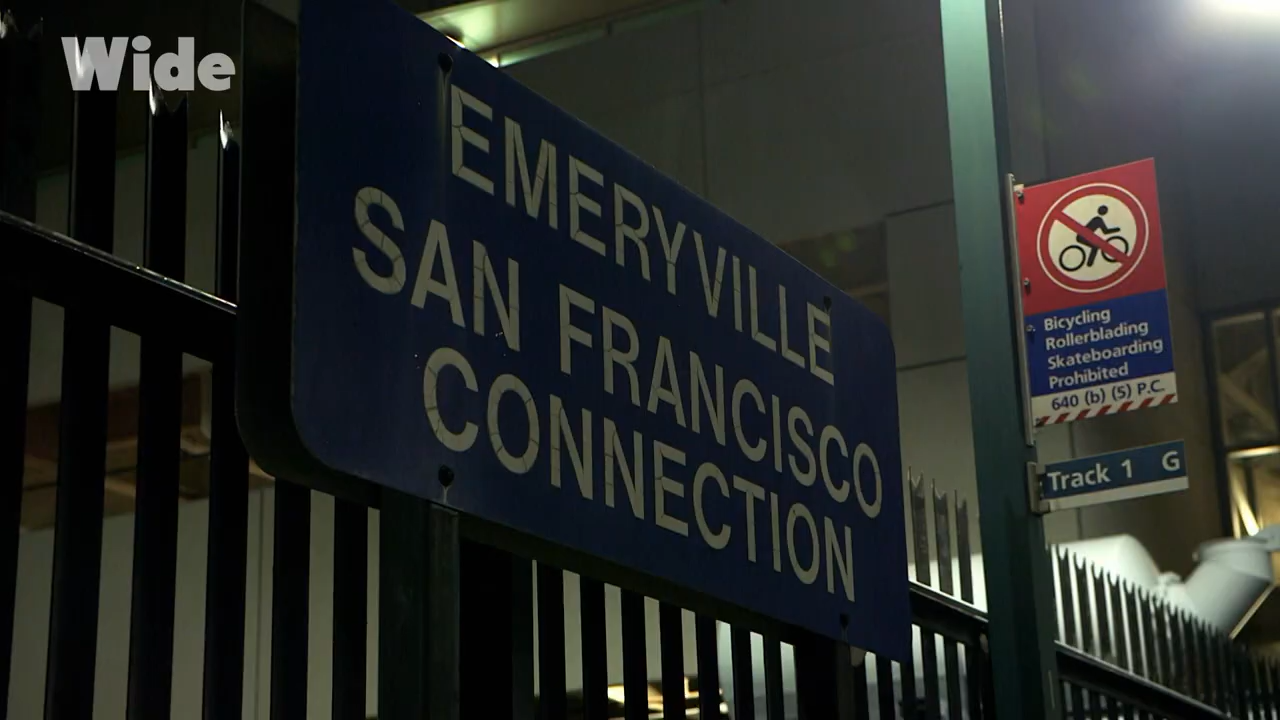 Wide
EMERYVILLE
SAN FRANCISCO
CONNECTION
Bicycling
Rollerblading
Skateboarding
Prohibited
640 (b) (5) P.C.
Track 1 G